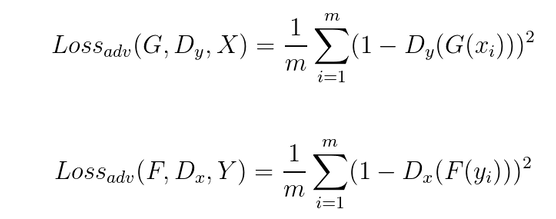 Loss_{adv}(G, D_y, X) = \frac{1}{m} \sum_{i=1}^{m} (1 - D_y(G(x_i)))^2
Loss_{adv}(F, D_x, Y) = \frac{1}{m} \sum_{i=1}^{m} (1 - D_x(F(y_i)))^2